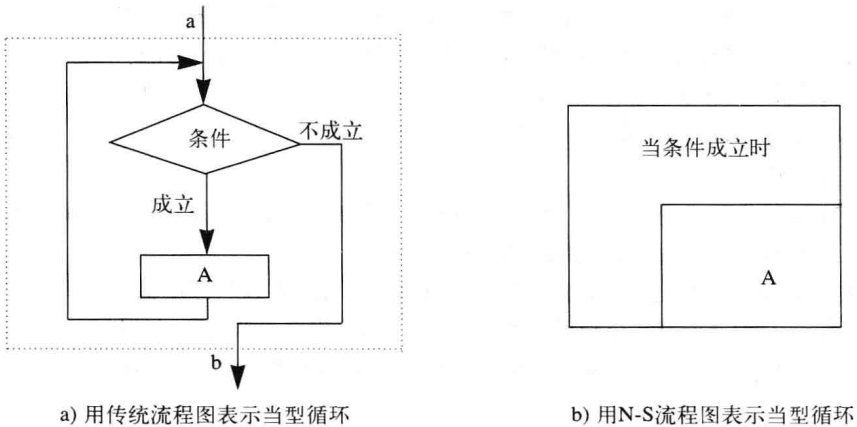 a
条件
不成立
成立
A
b
a) 用传统流程图表示当型循环
当条件成立时
A
b) 用N-S流程图表示当型循环